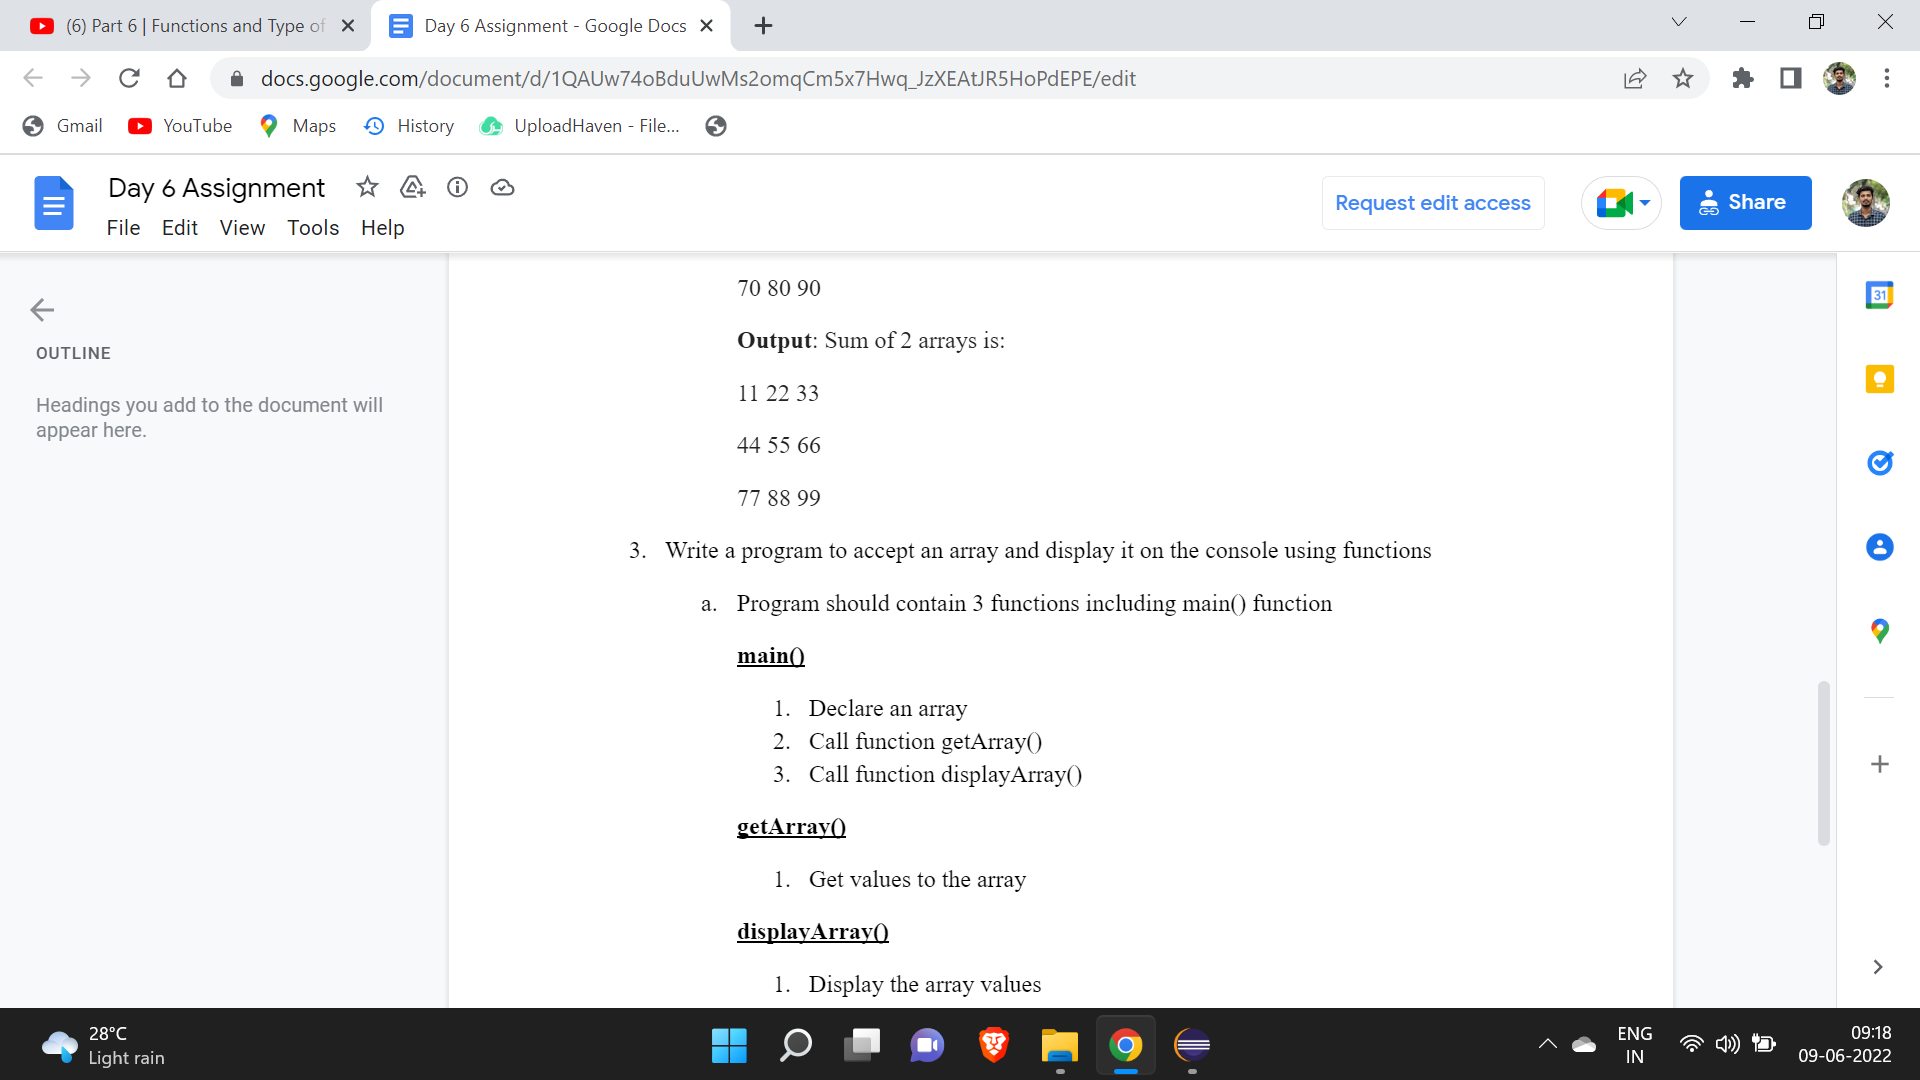 (6) Part 6 | Functions and Type of
Day 6 Assignment - Google Docs
docs.google.com/document/d/1QAUw74oBduUwMs2omqCm5x7Hwq_JzXEAtJR5HoPdEPE/edit
Gmail
YouTube
Maps
History
UploadHaven - File...
Day 6 Assignment
File Edit View Tools Help
Request edit access
Share
OUTLINE
Headings you add to the document will
appear here.
70 80 90
Output: Sum of 2 arrays is:
11 22 33
44 55 66
77 88 99
3. Write a program to accept an array and display it on the console using functions
a. Program should contain 3 functions including main() function
main()
1. Declare an array
2. Call function getArray()
3. Call function displayArray()
getArray()
1. Get values to the array
displayArray()
1. Display the array values
31
28°C
Light rain
ENG
IN
09:18
09-06-2022